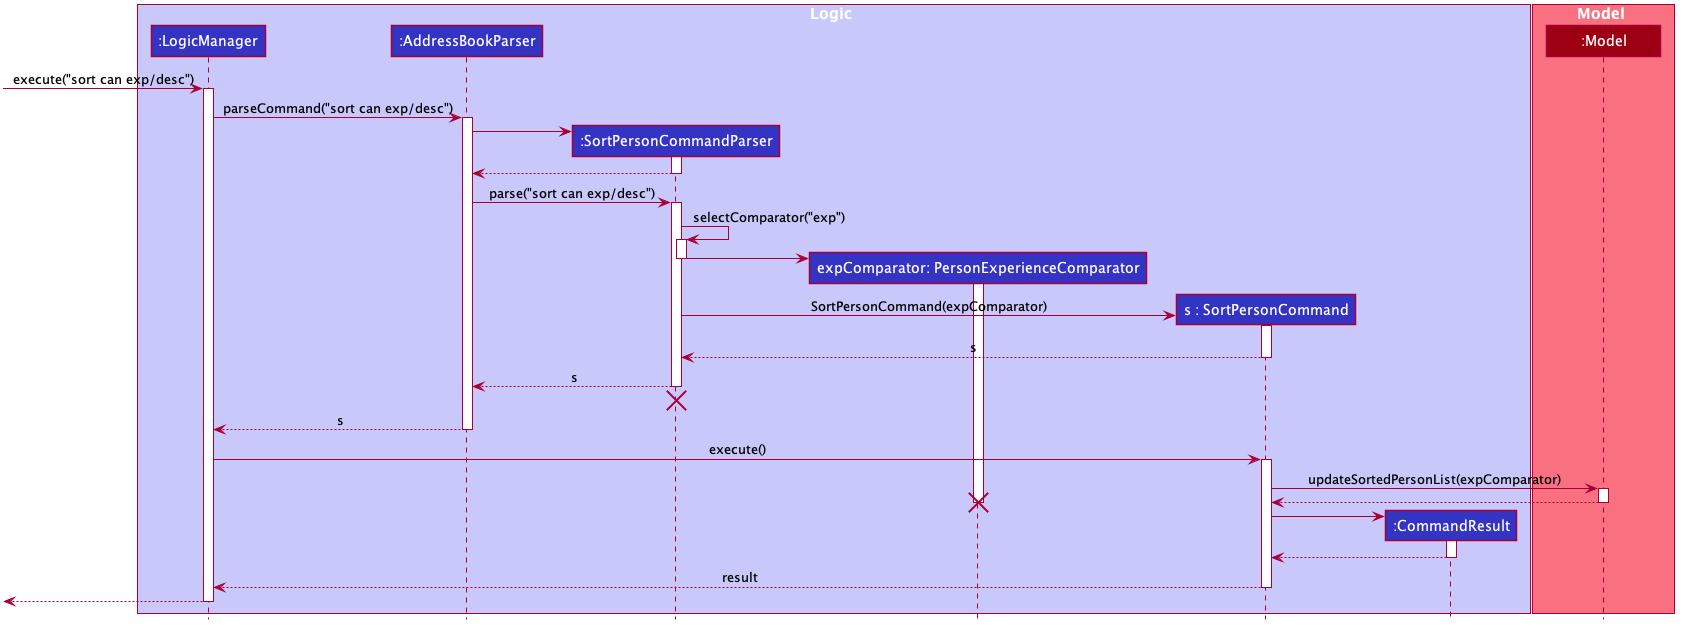 Logic
Model
:LogicManager
:AddressBookParser
:Model
execute("sort can exp/desc")
parseCommand("sort can exp/desc")
:SortPersonCommandParser
parse("sort can exp/desc")
selectComparator("exp")
expComparator: PersonExperienceComparator
SortPersonCommand(expComparator)
s : SortPersonCommand
s
s
s
execute()
updateSortedPersonList(expComparator)
:CommandResult
result